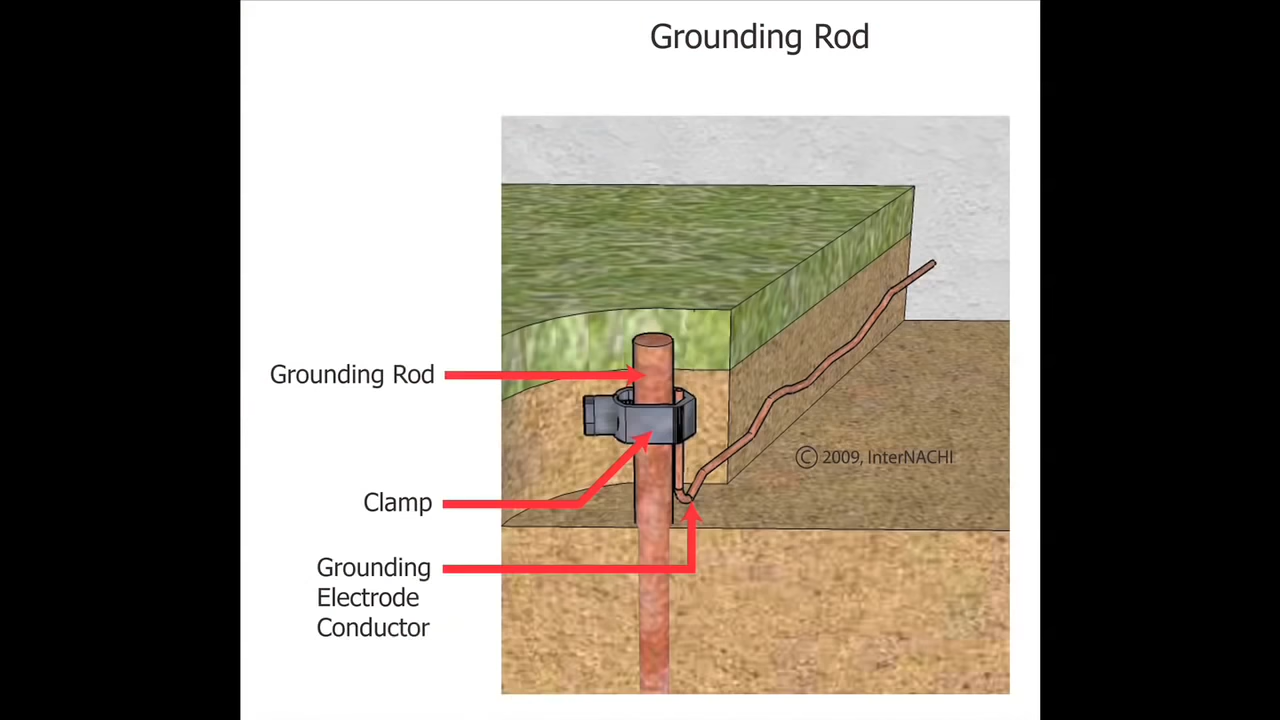 Grounding Rod
Grounding Rod
Clamp
© 2009, InterNACHI
Grounding
Electrode
Conductor